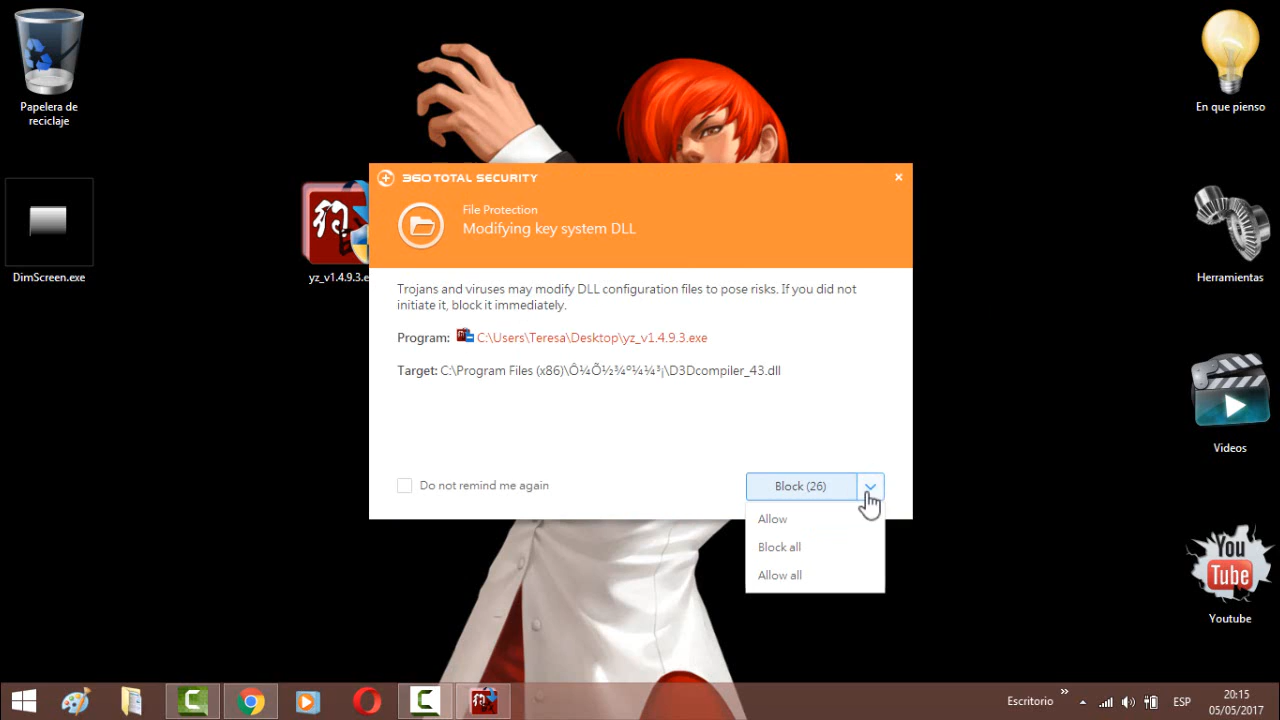 Papelera de
reciclaje
DimScreen.exe
yz_v1.4.9.3.e
En que pienso
Herramientas
Videos
You
Tube
Youtube
360 TOTAL SECURITY
File Protection
Modifying key system DLL
Trojans and viruses may modify DLL configuration files to pose risks. If you did not
initiate it, block it immediately.
Program: C:\Users\Teresa\Desktop\yz_v1.4.9.3.exe
Target: C:\Program Files (x86)\Ô¼Õ½¾º¼¼³¡\D3Dcompiler_43.dll
Do not remind me again
Block (26)
Allow
Block all
Allow all
Escritorio
ESP
20:15
05/05/2017